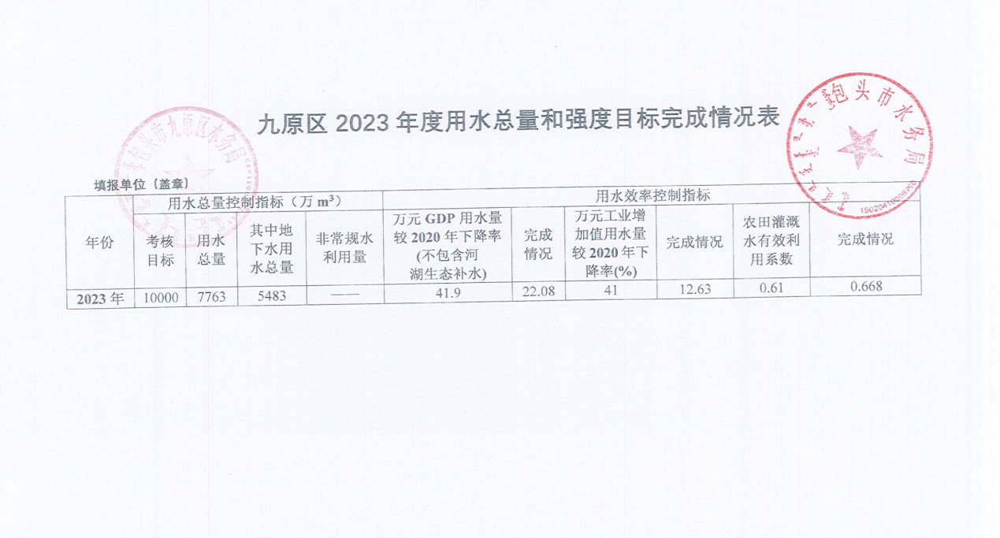 九原区 2023 年度用水总量和强度目标完成情况表
包头市九原区水务局
包头市水务局
15020410008950
填报单位（盖章）
用水总量控制指标（万 m³） 用水效率控制指标
年份
考核
目标
用水
总量
其中地
下水用
水总量
非常规水
利用量
万元 GDP 用水量
较 2020 年下降率
(不包含河
湖生态补水)
完成
情况
万元工业增
加值用水量
较 2020 年下
降率(%)
完成情况
农田灌溉
水有效利
用系数
完成情况
2023 年 10000 7763 5483 —— 41.9 22.08 41 12.63 0.61 0.668